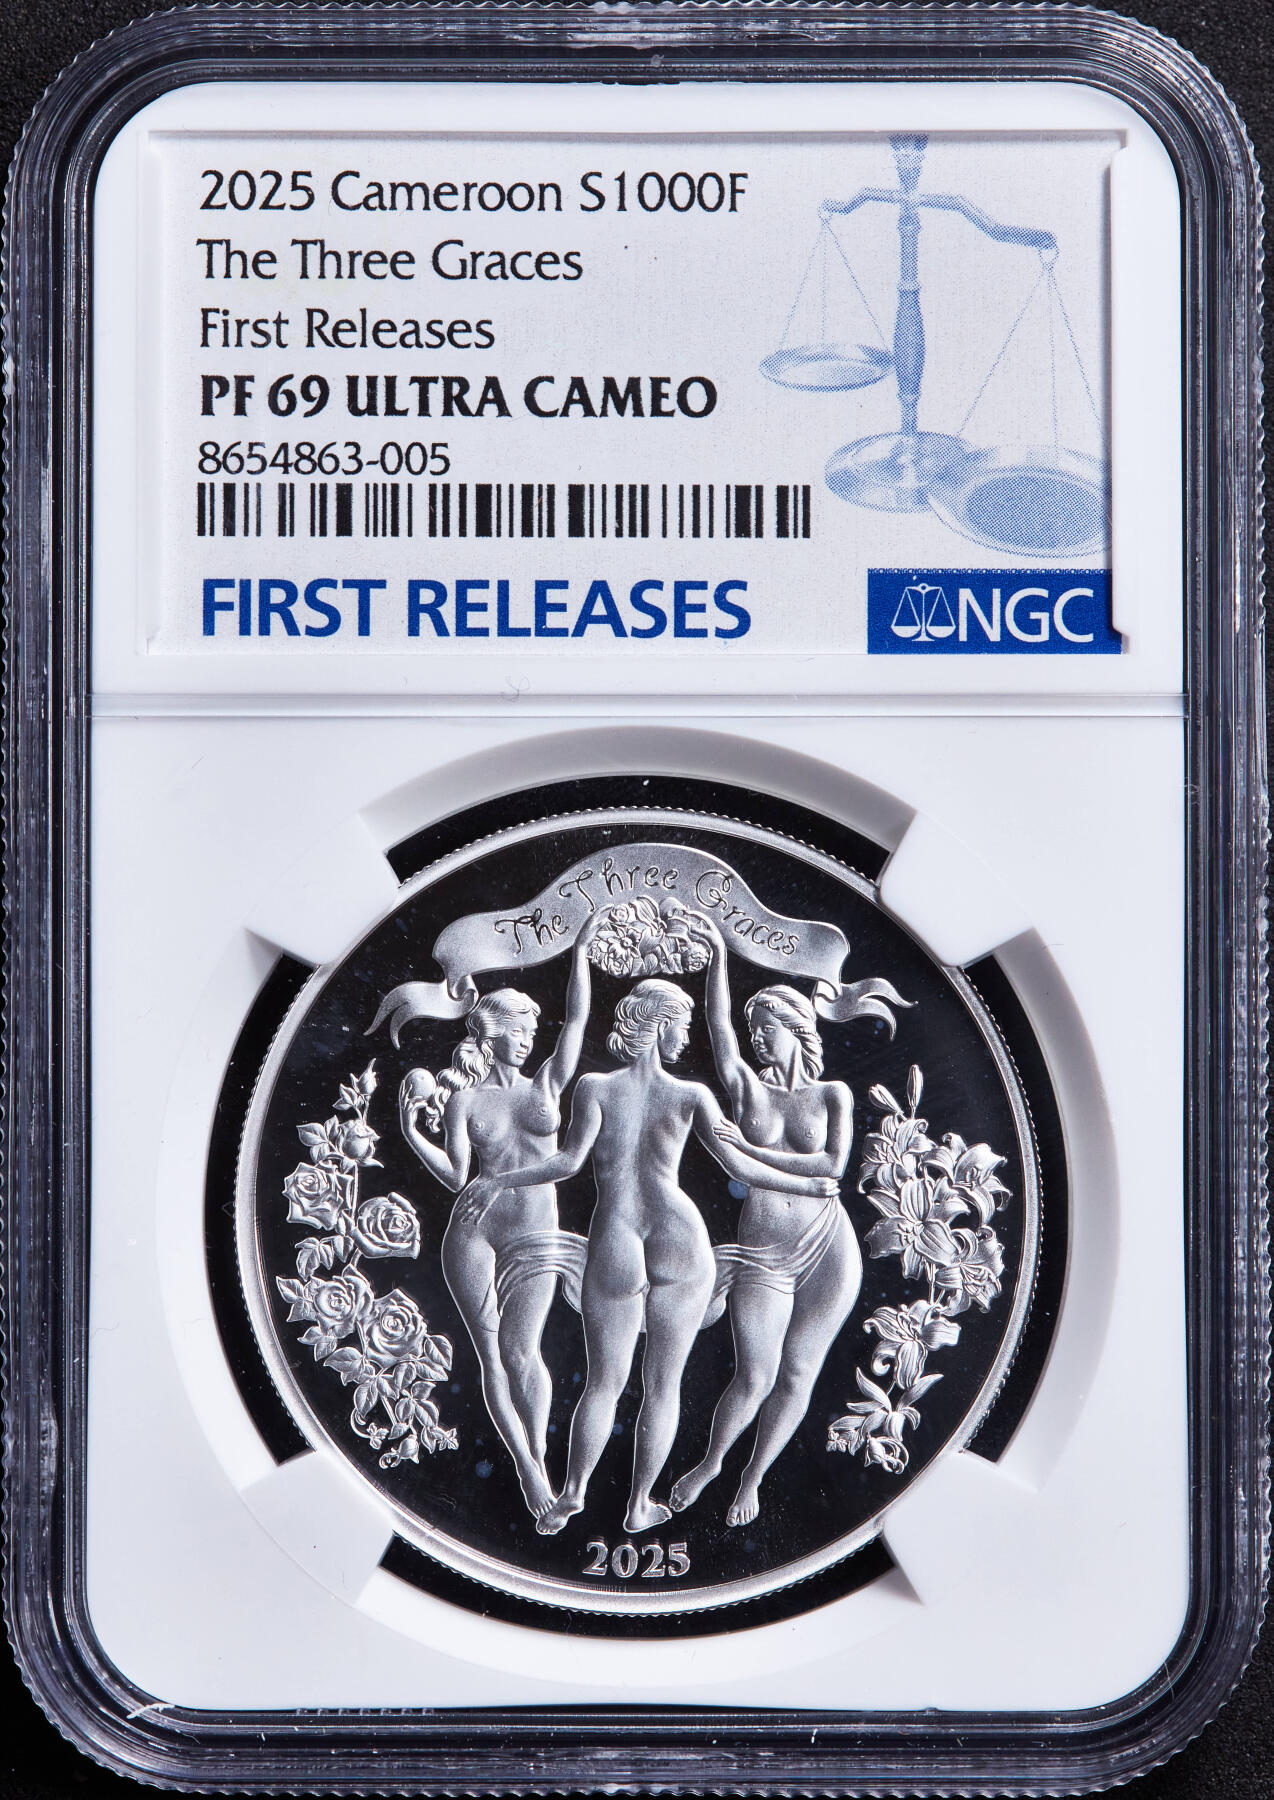 2025 Cameroon S1000F
The Three Graces
First Releases
PF 69 ULTRA CAMEO
8654863-005
FIRST RELEASES
NGC
The Three Graces
2025